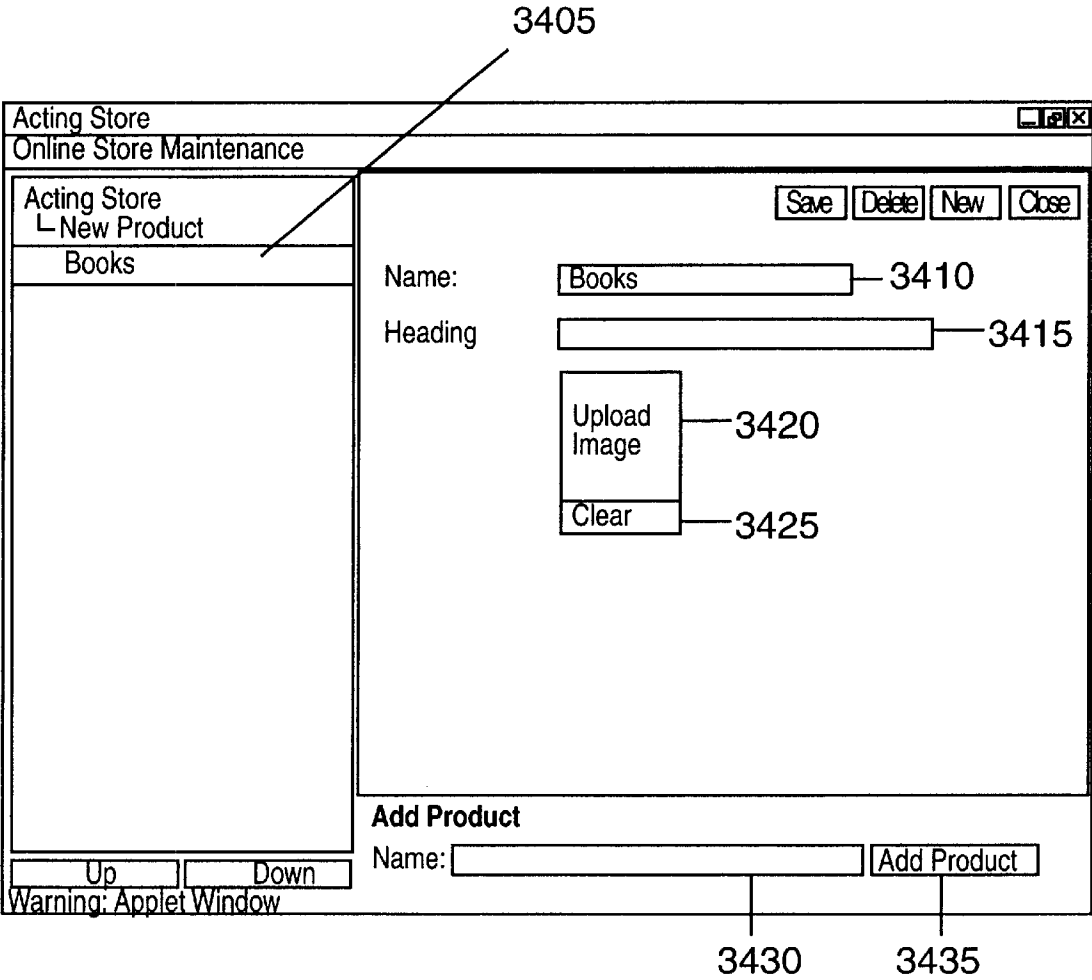 3405
Acting Store
Online Store Maintenance
Acting Store
New Product
Books
Save Delete New Close
Name: Books 3410
Heading 3415
Upload
Image
3420
Clear 3425
Add Product
Name: Add Product
Up Down
Warning: Applet Window
3430 3435